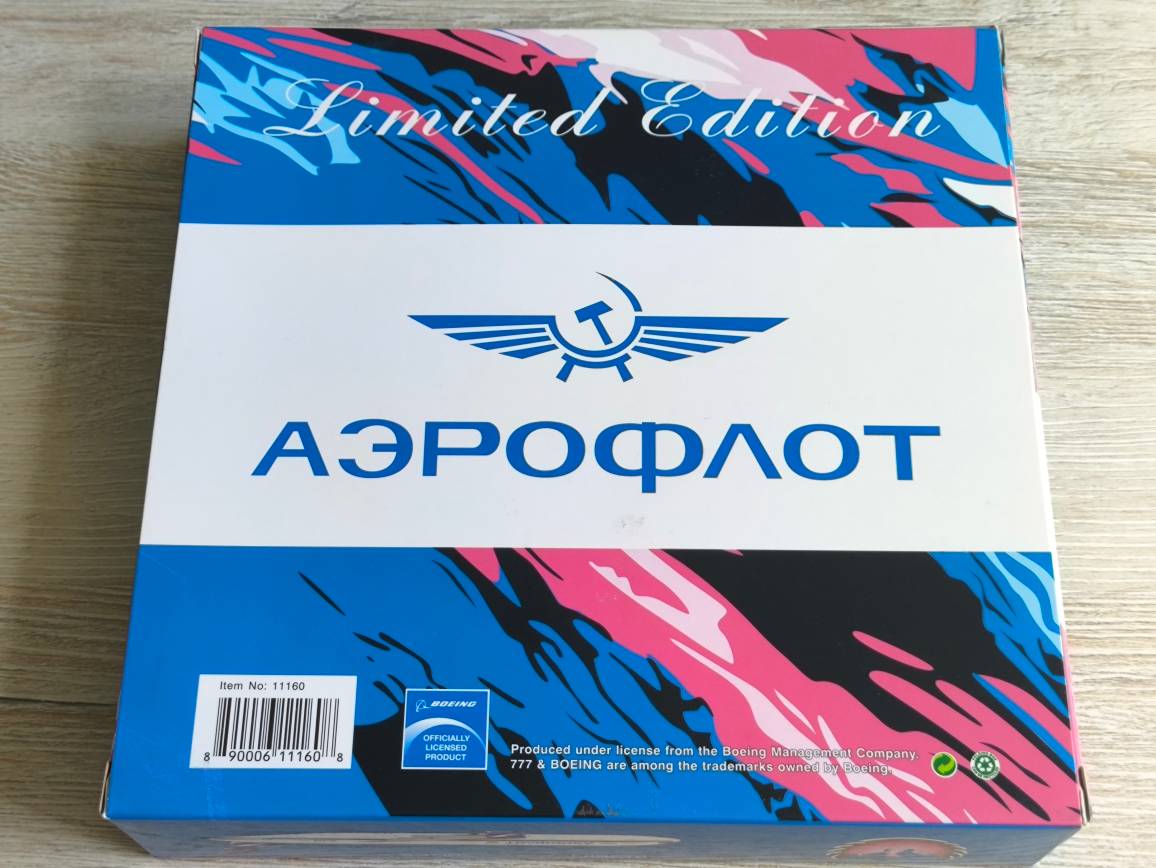 Limited Edition
АЭРОФЛОТ
Item No: 11160
8 90006 11160 8
BOEING
OFFICIALLY
LICENSED
PRODUCT
Produced under license from the Boeing Management Company.
777 & BOEING are among the trademarks owned by Boeing.